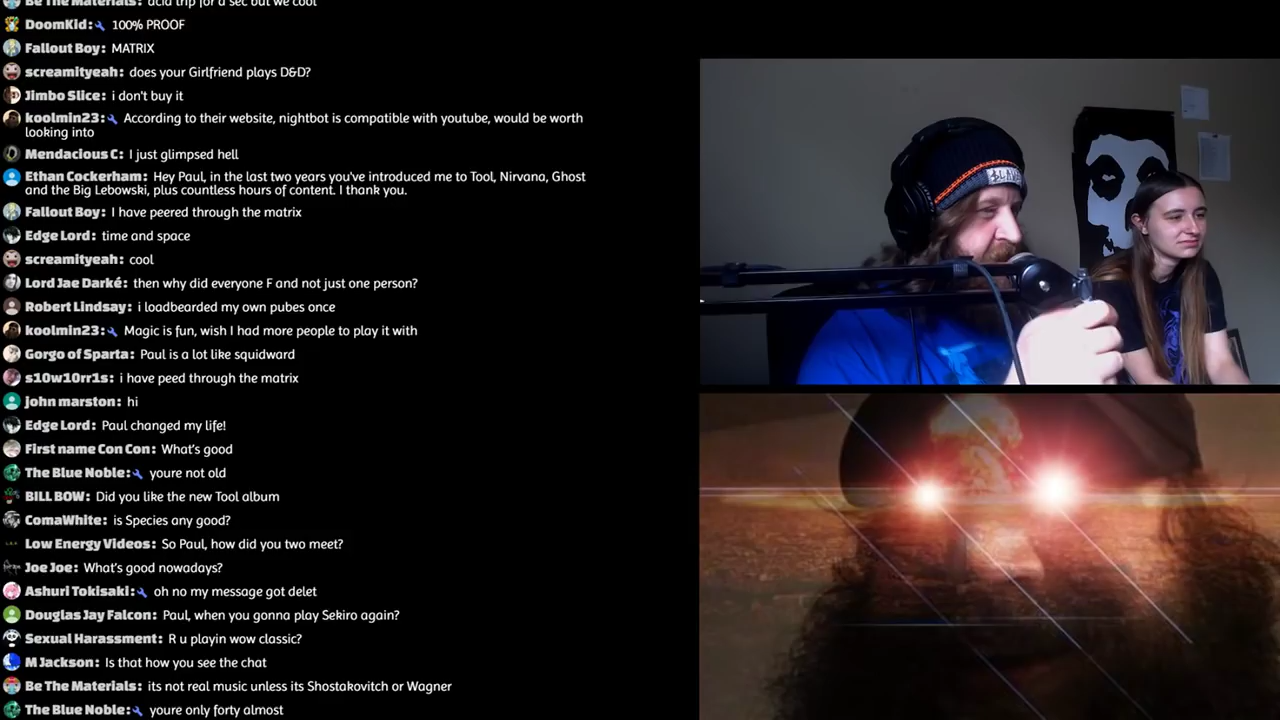 Be The Materials: acid trip for a sec but we cool
DoomKid: 100% PROOF
Fallout Boy: MATRIX
screamityeah: does your Girlfriend plays D&D?
Jimbo Slice: i don't buy it
koolmin23: According to their website, nightbot is compatible with youtube, would be worth
looking into
Mendacious C: I just glimpsed hell
Ethan Cockerham: Hey Paul, in the last two years you've introduced me to Tool, Nirvana, Ghost
and the Big Lebowski, plus countless hours of content. I thank you.
Fallout Boy: I have peered through the matrix
Edge Lord: time and space
screamityeah: cool
Lord Jae Darké: then why did everyone F and not just one person?
Robert Lindsay: i loadbearded my own pubes once
koolmin23: Magic is fun, wish I had more people to play it with
Gorgo of Sparta: Paul is a lot like squidward
s10w10rr1s: i have peed through the matrix
john marston: hi
Edge Lord: Paul changed my life!
First name Con Con: What's good
The Blue Noble: youre not old
BILL BOW: Did you like the new Tool album
ComaWhite: is Species any good?
Low Energy Videos: So Paul, how did you two meet?
Joe Joe: What's good nowadays?
Ashuri Tokisaki: oh no my message got delet
Douglas Jay Falcon: Paul, when you gonna play Sekiro again?
Sexual Harassment: R u playin wow classic?
M Jackson: Is that how you see the chat
Be The Materials: its not real music unless its Shostakovitch or Wagner
The Blue Noble: youre only forty almost